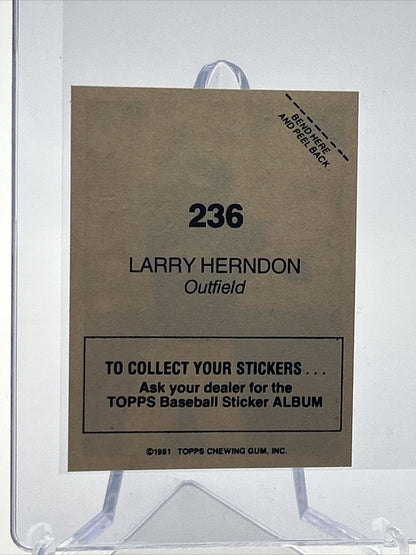 BEND HERE
AND PEEL BACK
236
LARRY HERNDON
Outfield
TO COLLECT YOUR STICKERS...
Ask your dealer for the
TOPPS Baseball Sticker ALBUM
©1981 TOPPS CHEWING GUM, INC.